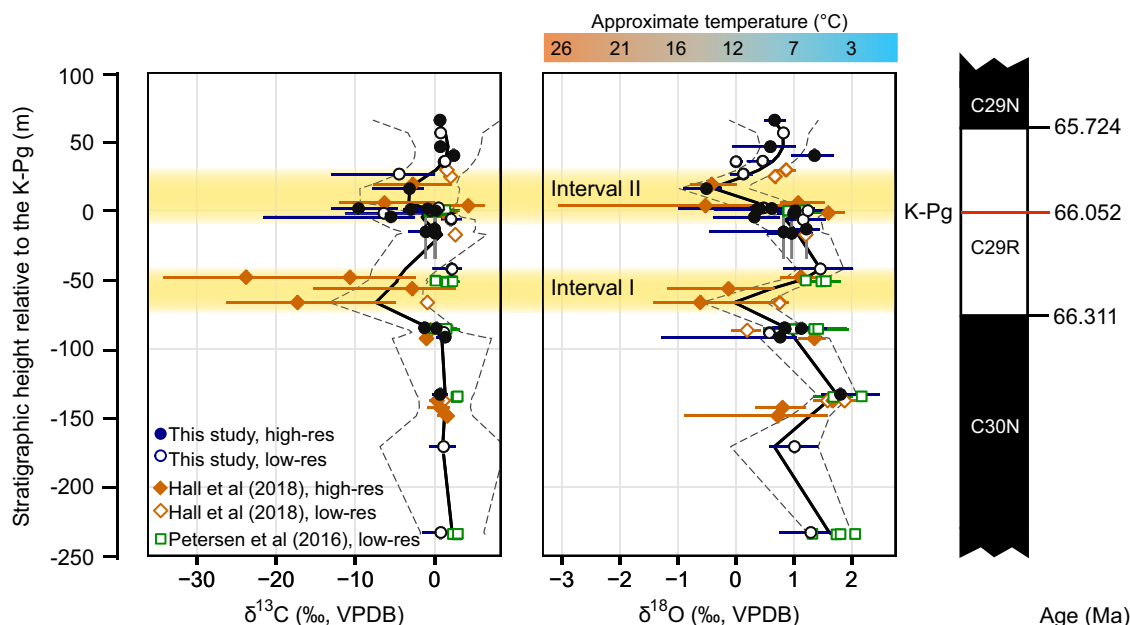 Approximate temperature (°C)
26 21 16 12 7 3
Stratigraphic height relative to the K-Pg (m)
100
50
0
−50
−100
−150
−200
−250
Interval II
Interval I
This study, high-res
This study, low-res
Hall et al (2018), high-res
Hall et al (2018), low-res
Petersen et al (2016), low-res
−30 −20 −10 0
δ13C (‰, VPDB)
−3 −2 −1 0 1 2
δ18O (‰, VPDB)
C29N
65.724
K-Pg
66.052
C29R
66.311
C30N
Age (Ma)